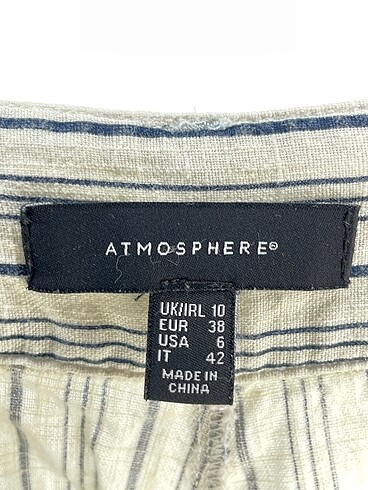 ATMOSPHERE®
UK/IRL 10
EUR 38
USA 6
IT 42
MADE IN
CHINA